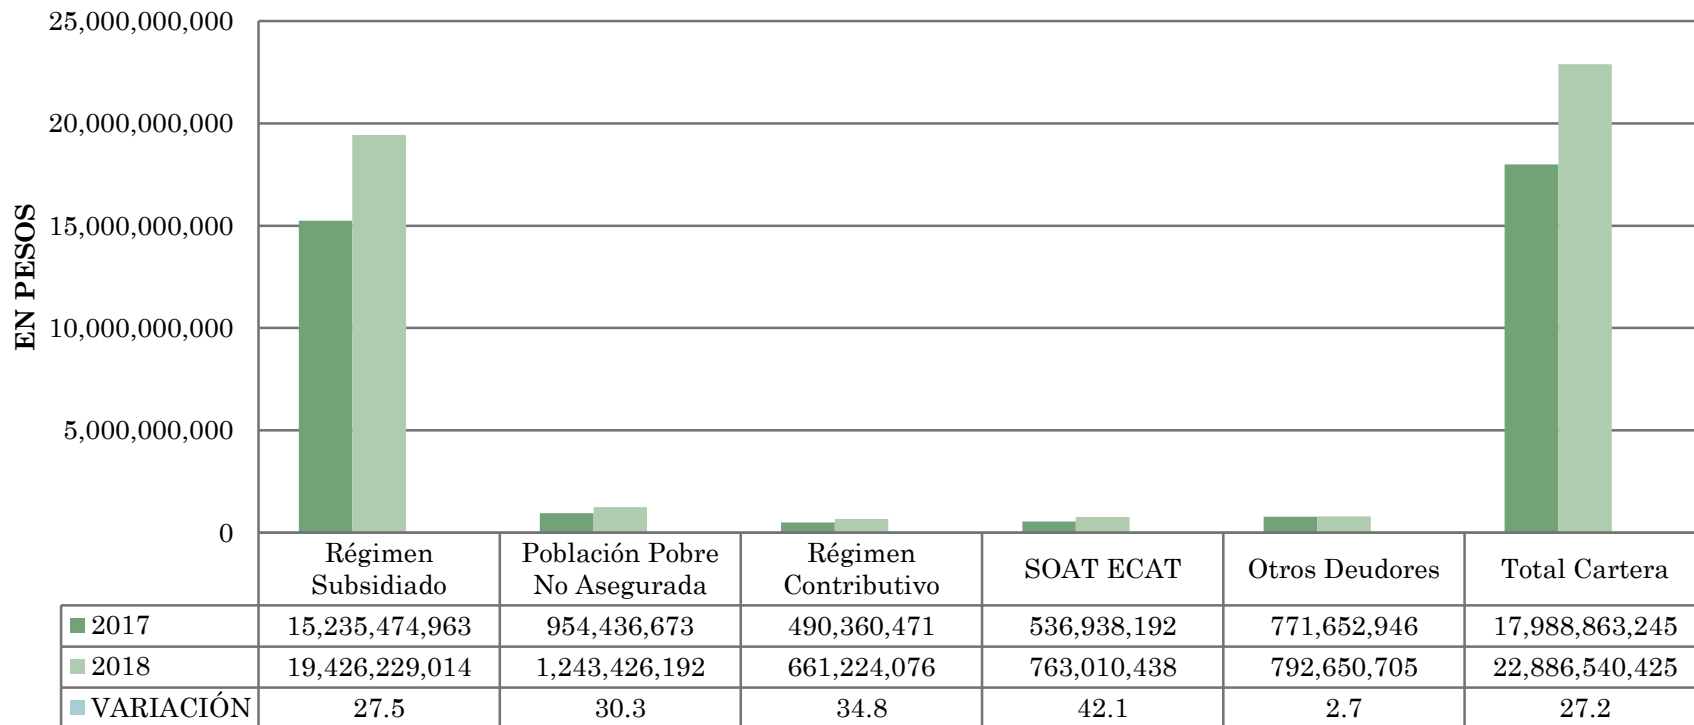 25,000,000,000
20,000,000,000
15,000,000,000
10,000,000,000
5,000,000,000
0
EN PESOS
Régimen Subsidiado Población Pobre No Asegurada Régimen Contributivo SOAT ECAT Otros Deudores Total Cartera
2017 15,235,474,963 954,436,673 490,360,471 536,938,192 771,652,946 17,988,863,245
2018 19,426,229,014 1,243,426,192 661,224,076 763,010,438 792,650,705 22,886,540,425
VARIACIÓN 27.5 30.3 34.8 42.1 2.7 27.2